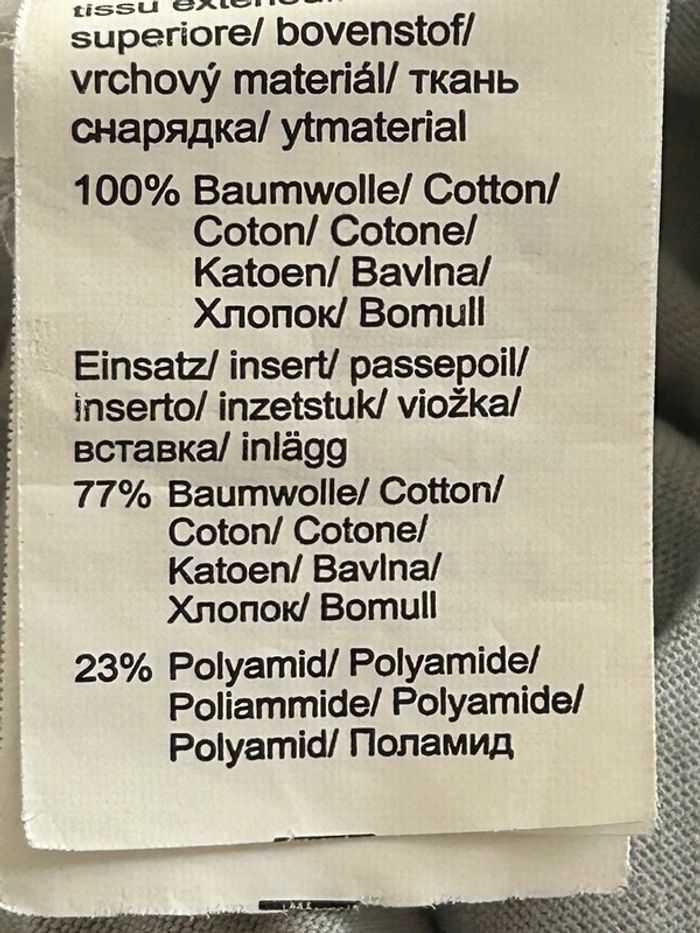 tissu
superiore/ bovenstof/
vrchový materiál/ ткань
снарядка/ ytmaterial
100% Baumwolle/ Cotton/
Coton/ Cotone/
Katoen/ Bavlna/
Хлопок/ Bomull
Einsatz/ insert/ passepoil/
inserto/ inzetstuk/ viožka/
вставка/ inlägg
77% Baumwolle/ Cotton/
Coton/ Cotone/
Katoen/ Bavlna/
Хлопок/ Bomull
23% Polyamid/ Polyamide/
Poliammide/ Polyamide/
Polyamid/ Поламид